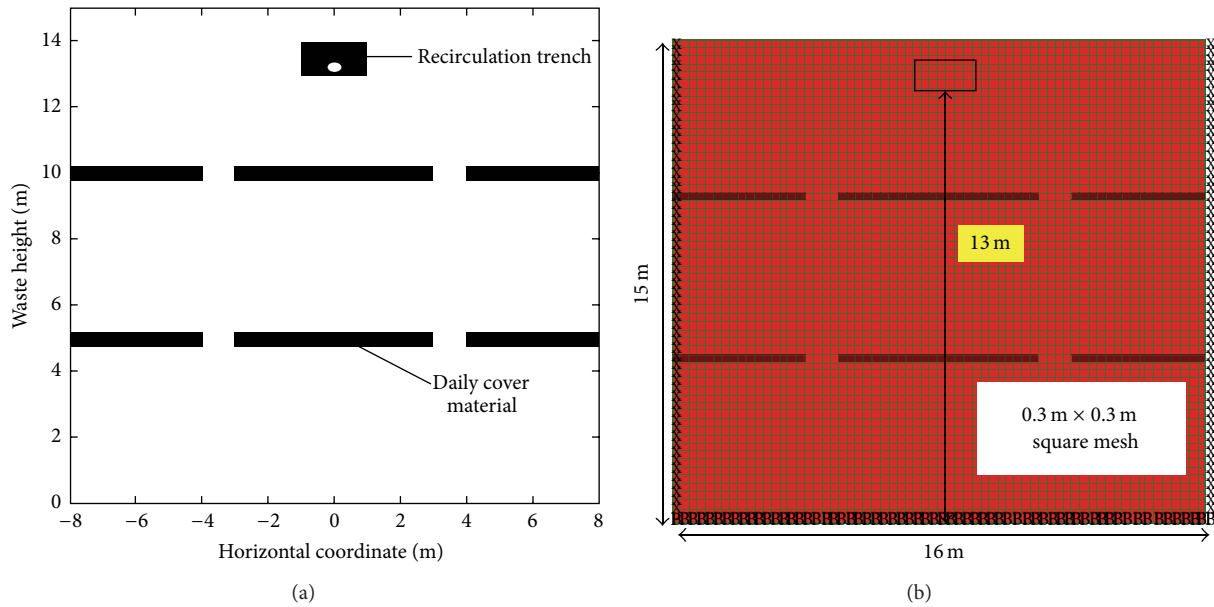 14
12
10
8
6
4
2
0
Waste height (m)
Recirculation trench
Daily cover
material
−8
−6
−4
−2
0
2
4
6
8
Horizontal coordinate (m)
(a)
15 m
13 m
0.3 m × 0.3 m
square mesh
16 m
(b)